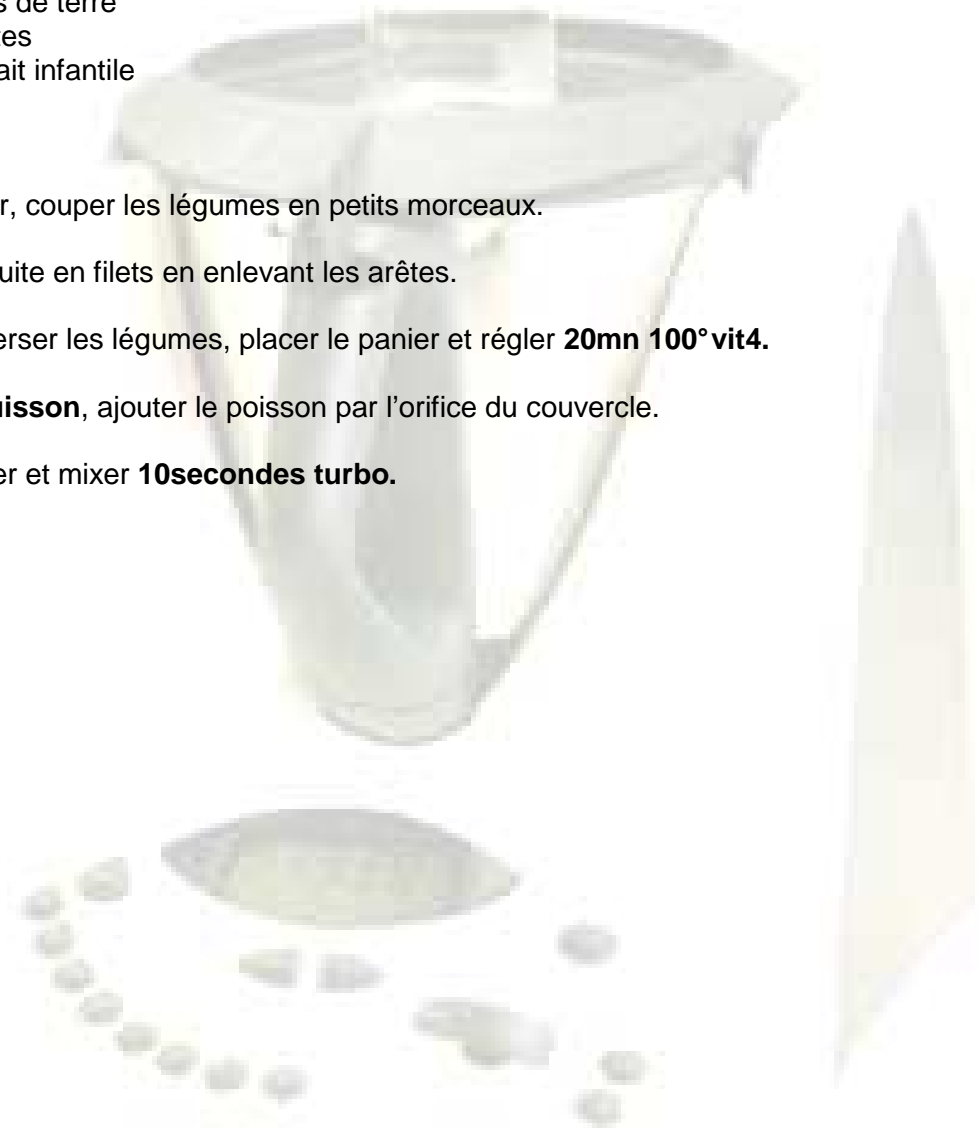 s de terre
tes
ait infantile
r, couper les légumes en petits morceaux.
uite en filets en enlevant les arêtes.
erser les légumes, placer le panier et régler 20mn 100° vit4.
uisson, ajouter le poisson par l’orifice du couvercle.
er et mixer 10secondes turbo.